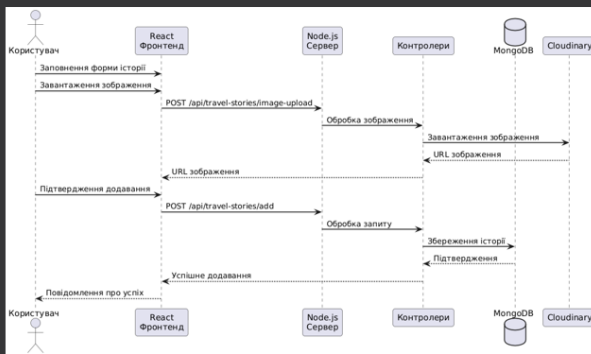 Користувач
React
Фронтенд
Node.js
Сервер
Контролери
MongoDB
Cloudinary
Заповнення форми історії
Завантаження зображення
POST /api/travel-stories/image-upload
Обробка зображення
Завантаження зображення
URL зображення
URL зображення
Підтвердження додавання
POST /api/travel-stories/add
Обробка запиту
Збереження історії
Підтвердження
Успішне додавання
Повідомлення про успіх
Користувач
React
Фронтенд
Node.js
Сервер
Контролери
MongoDB
Cloudinary